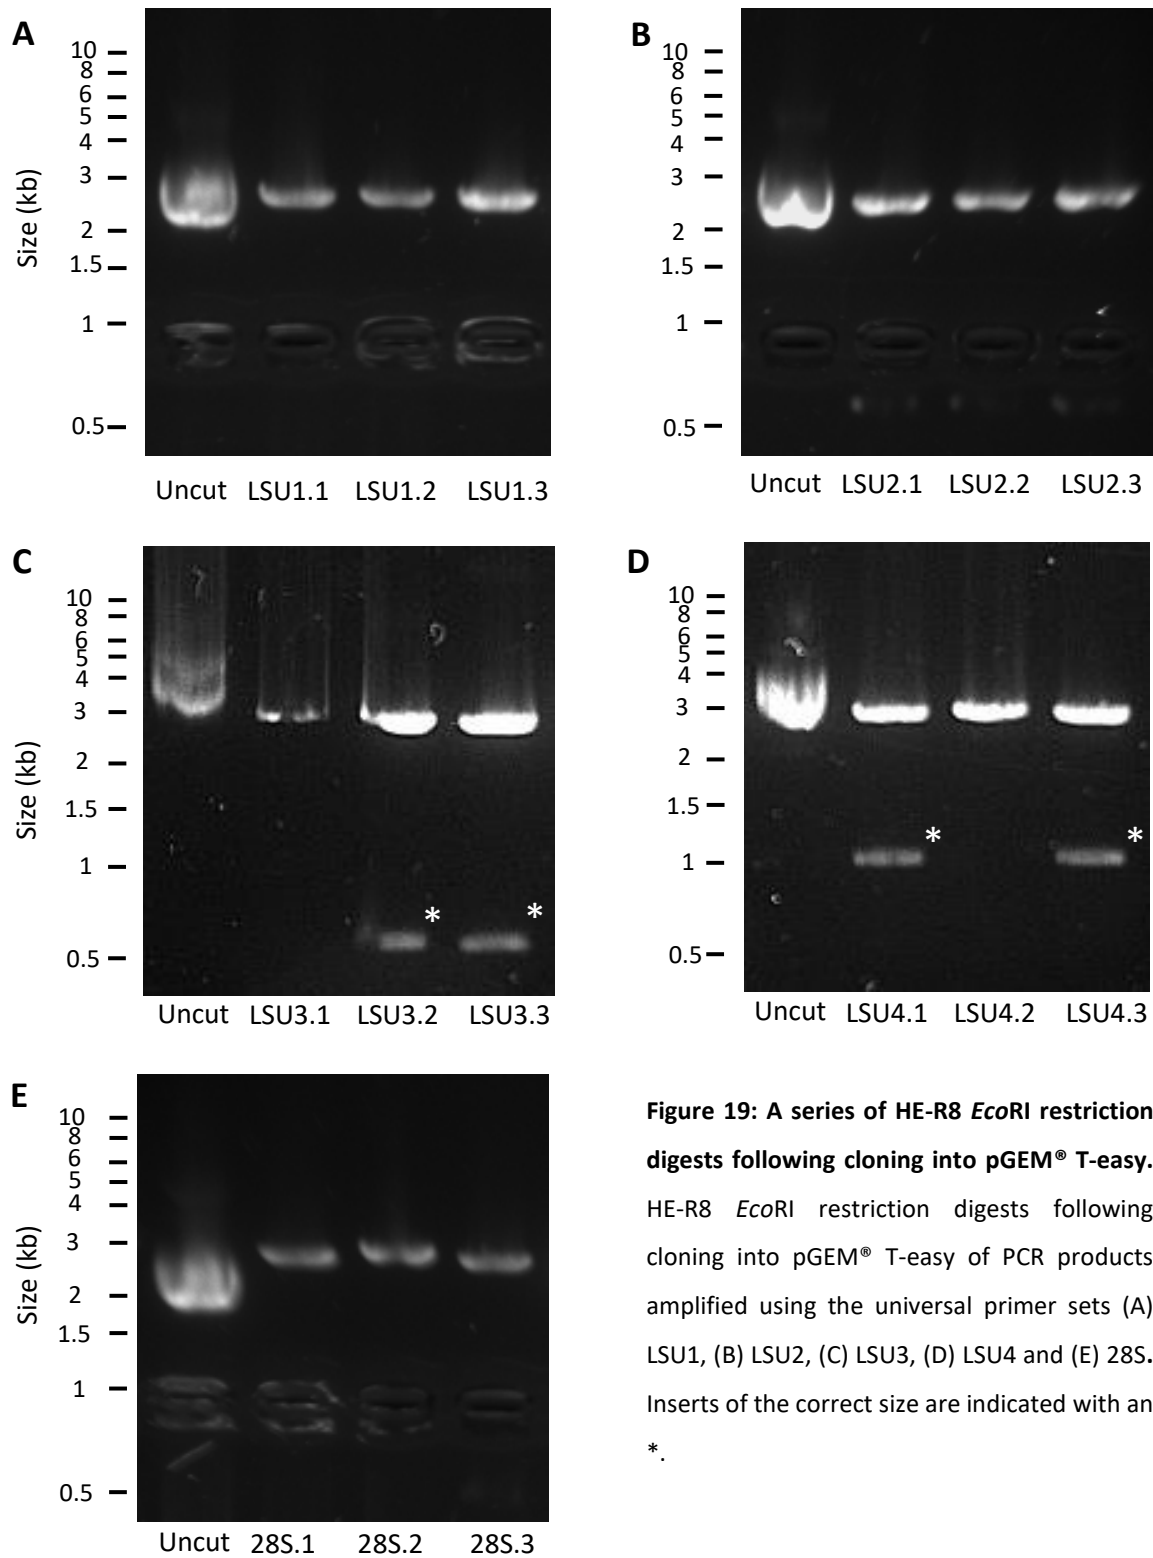 A
10
8
6
5
4
3
2
1.5
1
0.5
Size (kb)
Uncut LSU1.1 LSU1.2 LSU1.3
B
10
8
6
5
4
3
2
1.5
1
0.5
Uncut LSU2.1 LSU2.2 LSU2.3
C
10
8
6
5
4
3
2
1.5
1
0.5
Size (kb)
* *
Uncut LSU3.1 LSU3.2 LSU3.3
D
10
8
6
5
4
3
2
1.5
1
0.5
* *
Uncut LSU4.1 LSU4.2 LSU4.3
E
10
8
6
5
4
3
2
1.5
1
0.5
Size (kb)
Uncut 28S.1 28S.2 28S.3
Figure 19: A series of HE-R8 EcoRI restriction
digests following cloning into pGEM® T-easy.
HE-R8 EcoRI restriction digests following
cloning into pGEM® T-easy of PCR products
amplified using the universal primer sets (A)
LSU1, (B) LSU2, (C) LSU3, (D) LSU4 and (E) 28S.
Inserts of the correct size are indicated with an
*.